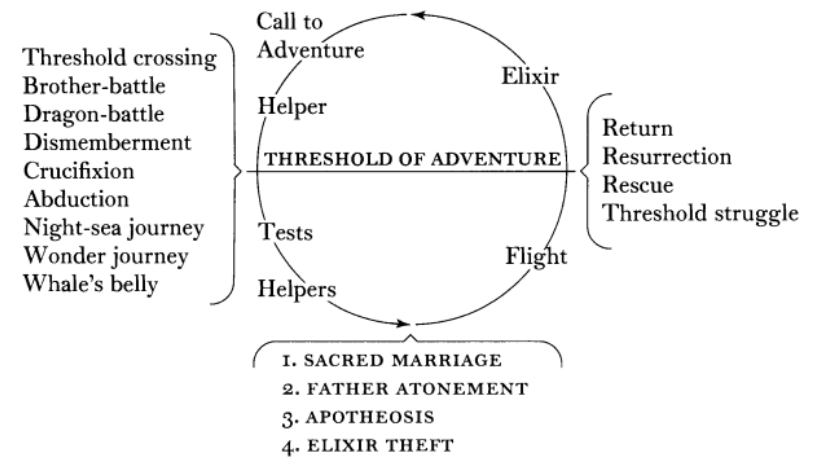 Call to
Adventure
Helper
Threshold crossing
Brother-battle
Dragon-battle
Dismemberment
Crucifixion
Abduction
Night-sea journey
Wonder journey
Whale's belly
Elixir
THRESHOLD OF ADVENTURE
Return
Resurrection
Rescue
Threshold struggle
Tests
Helpers
Flight
1. SACRED MARRIAGE
2. FATHER ATONEMENT
3. APOTHEOSIS
4. ELIXIR THEFT